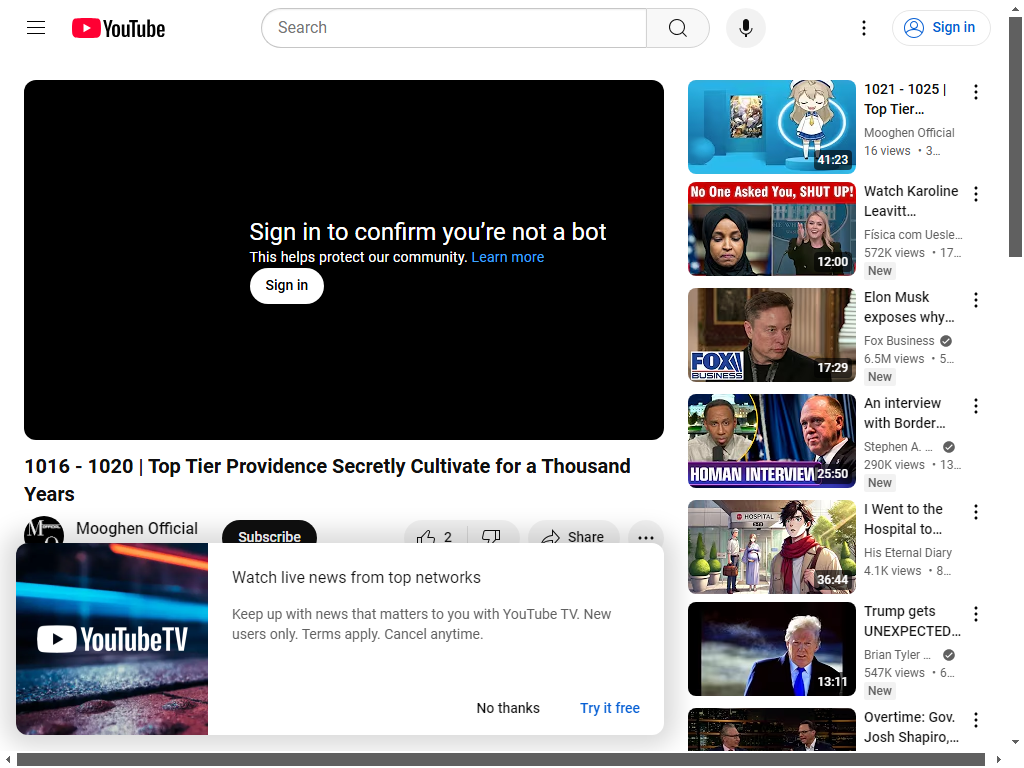 YouTube
Search
Sign in
Sign in to confirm you’re not a bot
This helps protect our community. Learn more
Sign in
1016 - 1020 | Top Tier Providence Secretly Cultivate for a Thousand
Years
Mooghen Official
Subscribe
2
Share
YouTubeTV
Watch live news from top networks
Keep up with news that matters to you with YouTube TV. New
users only. Terms apply. Cancel anytime.
No thanks
Try it free
41:23
1021 - 1025 |
Top Tier…
Mooghen Official
16 views • 3…
No One Asked You, SHUT UP!
12:00
Watch Karoline
Leavitt…
Física com Uesle…
572K views • 17…
New
FOX
BUSINESS
17:29
Elon Musk
exposes why…
Fox Business
6.5M views • 5…
New
HOMAN INTERVIEW
25:50
An interview
with Border…
Stephen A. …
290K views • 13…
New
HOSPITAL
36:44
I Went to the
Hospital to…
His Eternal Diary
4.1K views • 8…
13:11
Trump gets
UNEXPECTED…
Brian Tyler …
547K views • 6…
New
Overtime: Gov.
Josh Shapiro,…